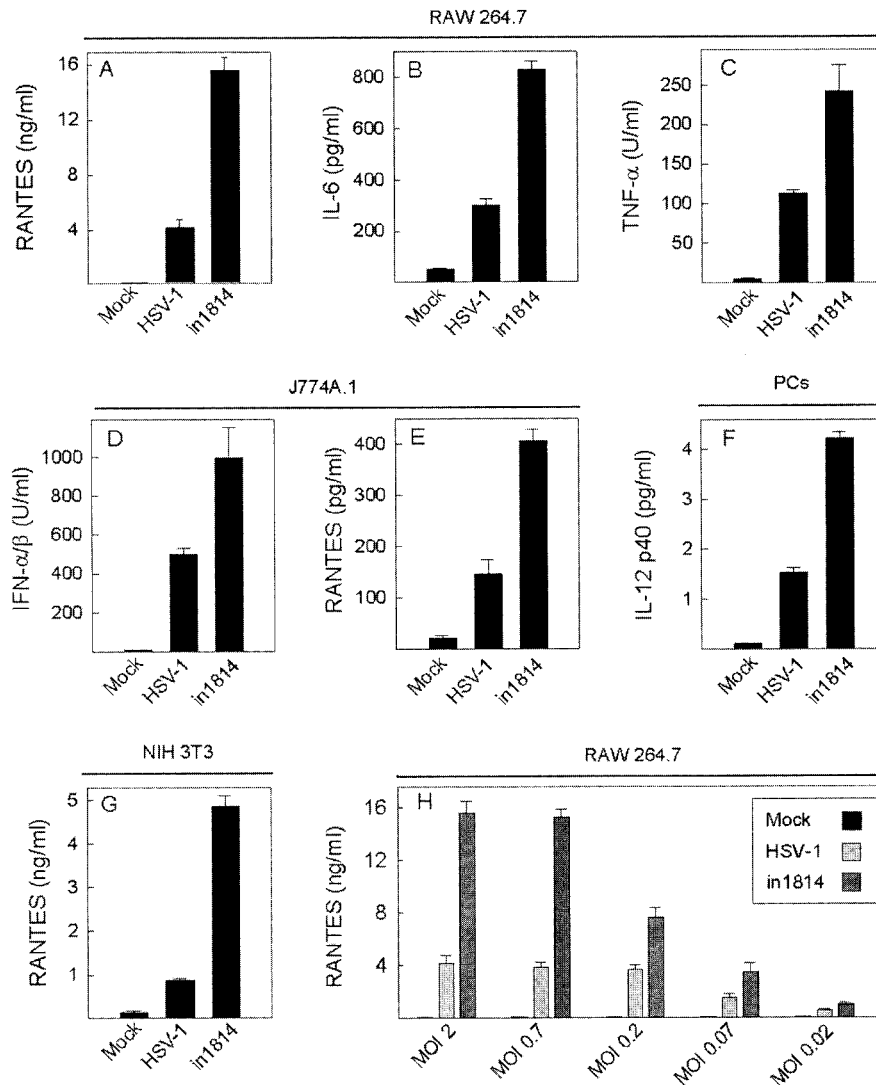 RAW 264.7
A
RANTES (ng/ml)
16
12
8
4
Mock
HSV-1
in1814
B
IL-6 (pg/ml)
800
600
400
200
Mock
HSV-1
in1814
C
TNF-α (U/ml)
250
200
150
100
50
Mock
HSV-1
in1814
J774A.1
D
IFN-α/β (U/ml)
1000
800
600
400
200
Mock
HSV-1
in1814
E
RANTES (pg/ml)
400
300
200
100
Mock
HSV-1
in1814
PCs
F
IL-12 p40 (pg/ml)
4
3
2
1
Mock
HSV-1
in1814
NIH 3T3
G
RANTES (ng/ml)
5
4
3
2
1
Mock
HSV-1
in1814
RAW 264.7
H
RANTES (ng/ml)
16
12
8
4
Mock
HSV-1
in1814
MOI 2
MOI 0.7
MOI 0.2
MOI 0.07
MOI 0.02